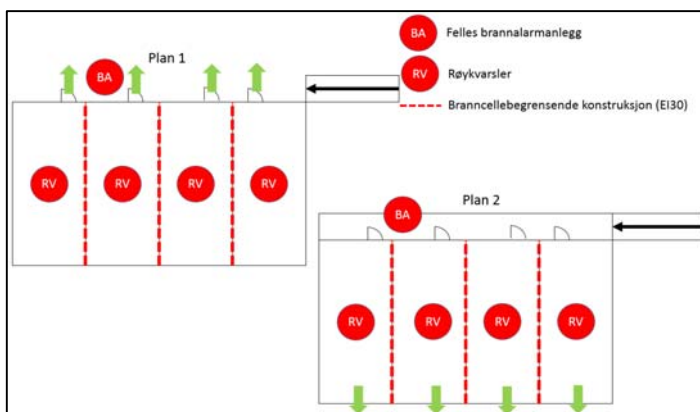 BA Felles brannalarmanlegg
Plan 1
BA
RV Røykvarsler
Branncellebegrensende konstruksjon (EI30)
RV RV RV RV
Plan 2
BA
RV RV RV RV